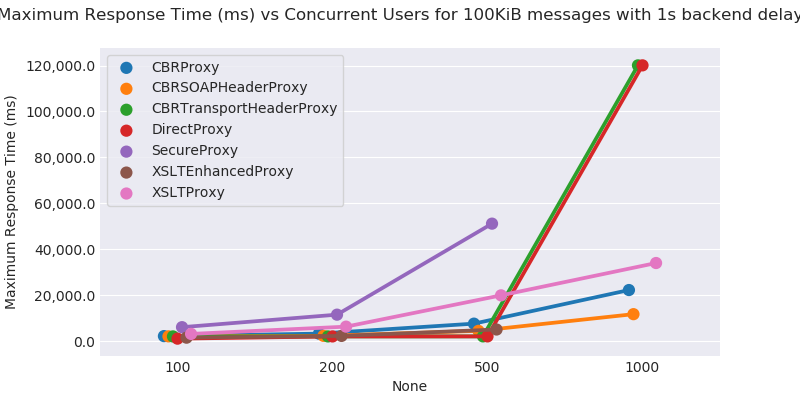 Maximum Response Time (ms) vs Concurrent Users for 100KiB messages with 1s backend delay
120,000.0
100,000.0
80,000.0
60,000.0
40,000.0
20,000.0
0.0
Maximum Response Time (ms)
CBRProxy
CBRSOAPHeaderProxy
CBRTransportHeaderProxy
DirectProxy
SecureProxy
XSLTEnhancedProxy
XSLTProxy
100 200 500 1000
None